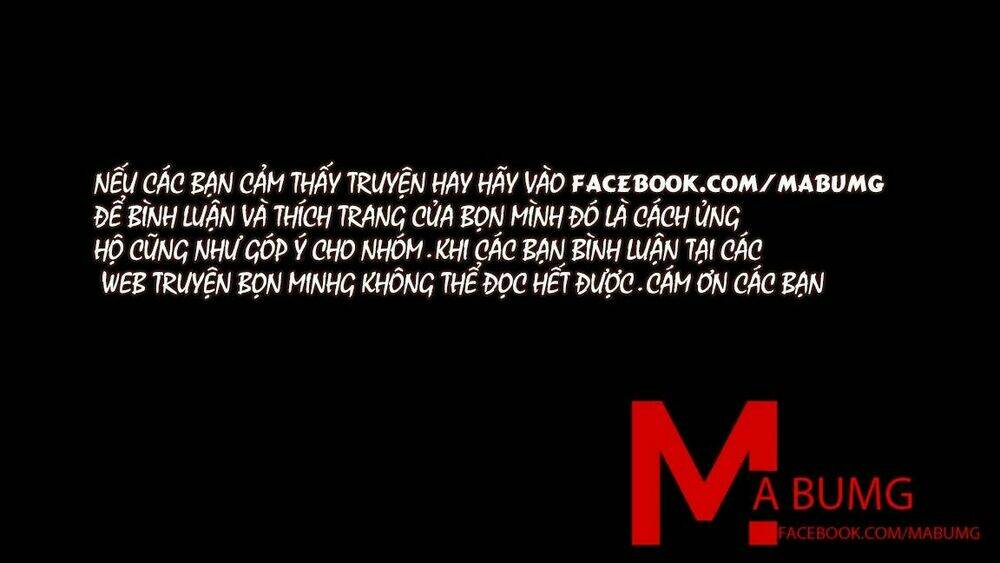 NẾU CÁC BẠN CẢM THẤY TRUYỆN HAY HÃY VÀO FACEBOOK.COM/MABUMG
ĐỂ BÌNH LUẬN VÀ THÍCH TRANG CỦA BỌN MÌNH ĐÓ LÀ CÁCH ỬNG
HỘ CŨNG NHƯ GÓP Ý CHO NHÓM. KHI CÁC BẠN BÌNH LUẬN TẠI CÁC
WEB TRUYỆN BỌN MINHG KHÔNG THỂ ĐỌC HẾT ĐƯỢC. CÁM ƠN CÁC BẠN
MA BUMG
FACEBOOK.COM/MABUMG